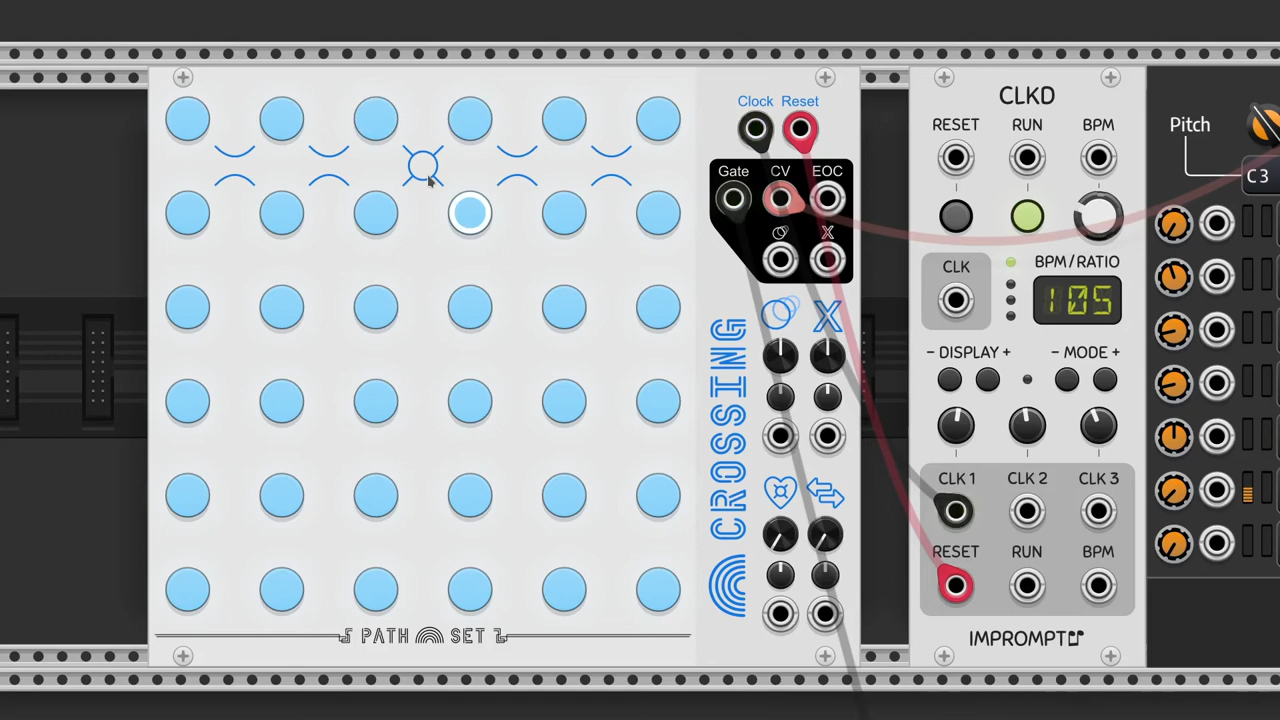 Clock Reset
Gate CV EOC
X
X
CROSSING
PATH SET
CLKD
RESET RUN BPM
CLK
BPM/RATIO
105
- DISPLAY + - MODE +
CLK 1 CLK 2 CLK 3
RESET RUN BPM
IMPROMPT
Pitch
C3